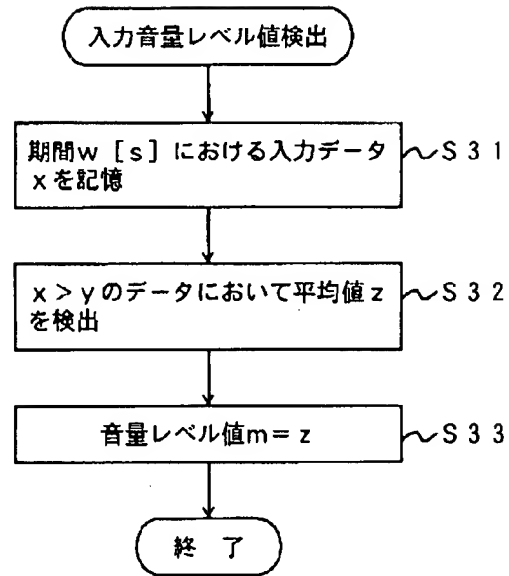 入力音量レベル値検出
期間w［s］における入力データ
xを記憶
S31
x＞yのデータにおいて平均値z
を検出
S32
音量レベル値m＝z
S33
終 了